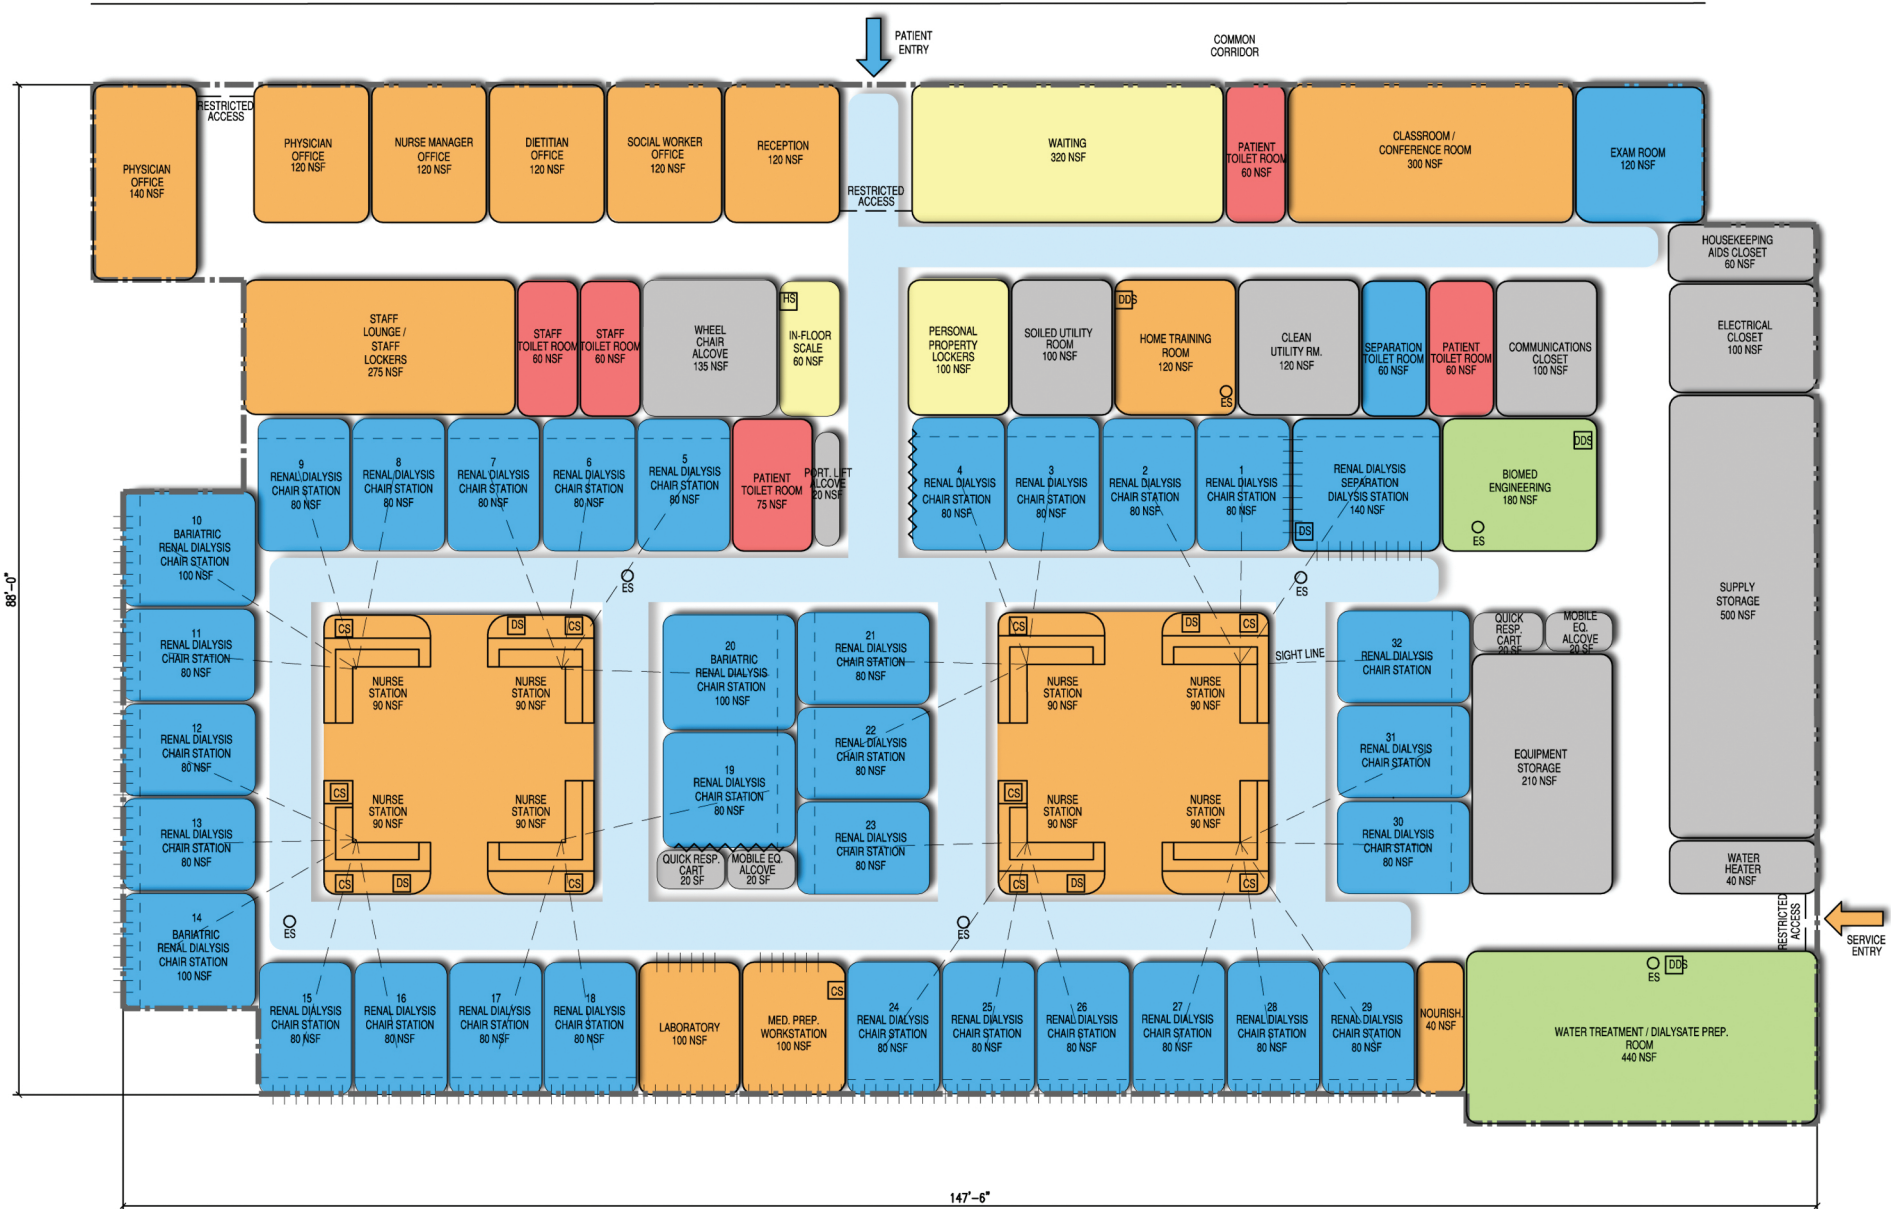 PATIENT
ENTRY
COMMON
CORRIDOR
RESTRICTED
ACCESS
PHYSICIAN
OFFICE
140 NSF
PHYSICIAN
OFFICE
120 NSF
NURSE MANAGER
OFFICE
120 NSF
DIETITIAN
OFFICE
120 NSF
SOCIAL WORKER
OFFICE
120 NSF
RECEPTION
120 NSF
RESTRICTED
ACCESS
WAITING
320 NSF
PATIENT
TOILET ROOM
60 NSF
CLASSROOM /
CONFERENCE ROOM
300 NSF
EXAM ROOM
120 NSF
HOUSEKEEPING
AIDS CLOSET
60 NSF
STAFF
LOUNGE /
STAFF
LOCKERS
275 NSF
STAFF
TOILET ROOM
60 NSF
STAFF
TOILET ROOM
60 NSF
WHEEL
CHAIR
ALCOVE
135 NSF
HS
IN-FLOOR
SCALE
60 NSF
PERSONAL
PROPERTY
LOCKERS
100 NSF
SOILED UTILITY
ROOM
100 NSF
DDS
HOME TRAINING
ROOM
120 NSF
ES
CLEAN
UTILITY RM.
120 NSF
SEPARATION
TOILET ROOM
60 NSF
PATIENT
TOILET ROOM
60 NSF
COMMUNICATIONS
CLOSET
100 NSF
ELECTRICAL
CLOSET
100 NSF
9
RENAL DIALYSIS
CHAIR STATION
80 NSF
8
RENAL DIALYSIS
CHAIR STATION
80 NSF
7
RENAL DIALYSIS
CHAIR STATION
80 NSF
6
RENAL DIALYSIS
CHAIR STATION
80 NSF
5
RENAL DIALYSIS
CHAIR STATION
80 NSF
PATIENT
TOILET ROOM
75 NSF
PORT. LIFT
ALCOVE
20 NSF
4
RENAL DIALYSIS
CHAIR STATION
80 NSF
3
RENAL DIALYSIS
CHAIR STATION
80 NSF
2
RENAL DIALYSIS
CHAIR STATION
80 NSF
1
RENAL DIALYSIS
CHAIR STATION
80 NSF
RENAL DIALYSIS
SEPARATION
DIALYSIS STATION
140 NSF
DS
DDS
BIOMED
ENGINEERING
180 NSF
ES
10
BARIATRIC
RENAL DIALYSIS
CHAIR STATION
100 NSF
ES
ES
SUPPLY
STORAGE
500 NSF
88'-0"
11
RENAL DIALYSIS
CHAIR STATION
80 NSF
CS
DS
CS
NURSE
STATION
90 NSF
NURSE
STATION
90 NSF
20
BARIATRIC
RENAL DIALYSIS
CHAIR STATION
100 NSF
21
RENAL DIALYSIS
CHAIR STATION
80 NSF
CS
DS
CS
NURSE
STATION
90 NSF
NURSE
STATION
90 NSF
SIGHT LINE
32
RENAL DIALYSIS
CHAIR STATION
QUICK
RESP.
CART
20 SF
MOBILE
EQ.
ALCOVE
20 SF
12
RENAL DIALYSIS
CHAIR STATION
80 NSF
19
RENAL DIALYSIS
CHAIR STATION
80 NSF
22
RENAL DIALYSIS
CHAIR STATION
80 NSF
31
RENAL DIALYSIS
CHAIR STATION
EQUIPMENT
STORAGE
210 NSF
13
RENAL DIALYSIS
CHAIR STATION
80 NSF
CS
NURSE
STATION
90 NSF
NURSE
STATION
90 NSF
CS
DS
CS
QUICK RESP.
CART
20 SF
MOBILE EQ.
ALCOVE
20 SF
23
RENAL DIALYSIS
CHAIR STATION
80 NSF
CS
NURSE
STATION
90 NSF
NURSE
STATION
90 NSF
CS
DS
CS
30
RENAL DIALYSIS
CHAIR STATION
80 NSF
WATER
HEATER
40 NSF
14
BARIATRIC
RENAL DIALYSIS
CHAIR STATION
100 NSF
ES
ES
RESTRICTED
ACCESS
SERVICE
ENTRY
15
RENAL DIALYSIS
CHAIR STATION
80 NSF
16
RENAL DIALYSIS
CHAIR STATION
80 NSF
17
RENAL DIALYSIS
CHAIR STATION
80 NSF
18
RENAL DIALYSIS
CHAIR STATION
80 NSF
LABORATORY
100 NSF
CS
MED. PREP.
WORKSTATION
100 NSF
24
RENAL DIALYSIS
CHAIR STATION
80 NSF
25
RENAL DIALYSIS
CHAIR STATION
80 NSF
26
RENAL DIALYSIS
CHAIR STATION
80 NSF
27
RENAL DIALYSIS
CHAIR STATION
80 NSF
28
RENAL DIALYSIS
CHAIR STATION
80 NSF
29
RENAL DIALYSIS
CHAIR STATION
80 NSF
NOURISH.
40 NSF
ES
DDS
WATER TREATMENT / DIALYSATE PREP.
ROOM
440 NSF
147'-6"